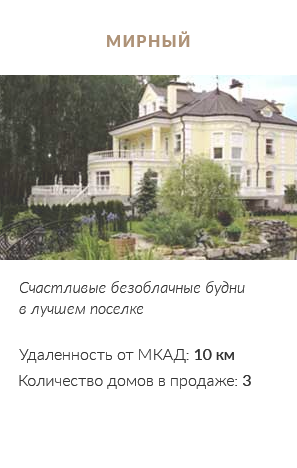 МИРНЫЙ
Счастливые безоблачные будни
в лучшем поселке
Удаленность от МКАД: 10 км
Количество домов в продаже: 3